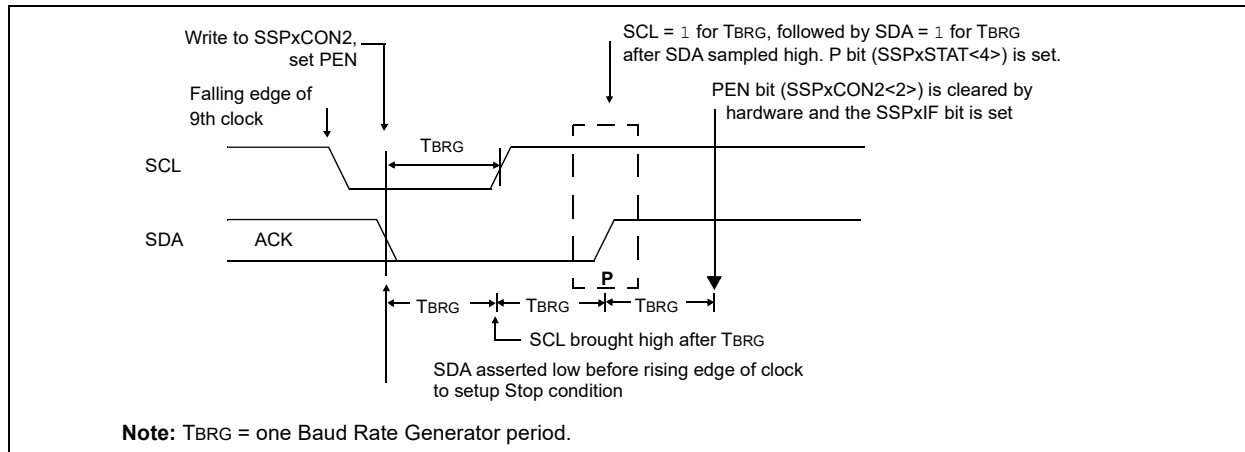 Write to SSPxCON2,
set PEN
SCL = 1 for TBRG, followed by SDA = 1 for TBRG
after SDA sampled high. P bit (SSPxSTAT<4>) is set.
Falling edge of
9th clock
PEN bit (SSPxCON2<2>) is cleared by
hardware and the SSPxIF bit is set
TBRG
SCL
SDA
ACK
P
TBRG
TBRG
TBRG
SCL brought high after TBRG
SDA asserted low before rising edge of clock
to setup Stop condition
Note: TBRG = one Baud Rate Generator period.